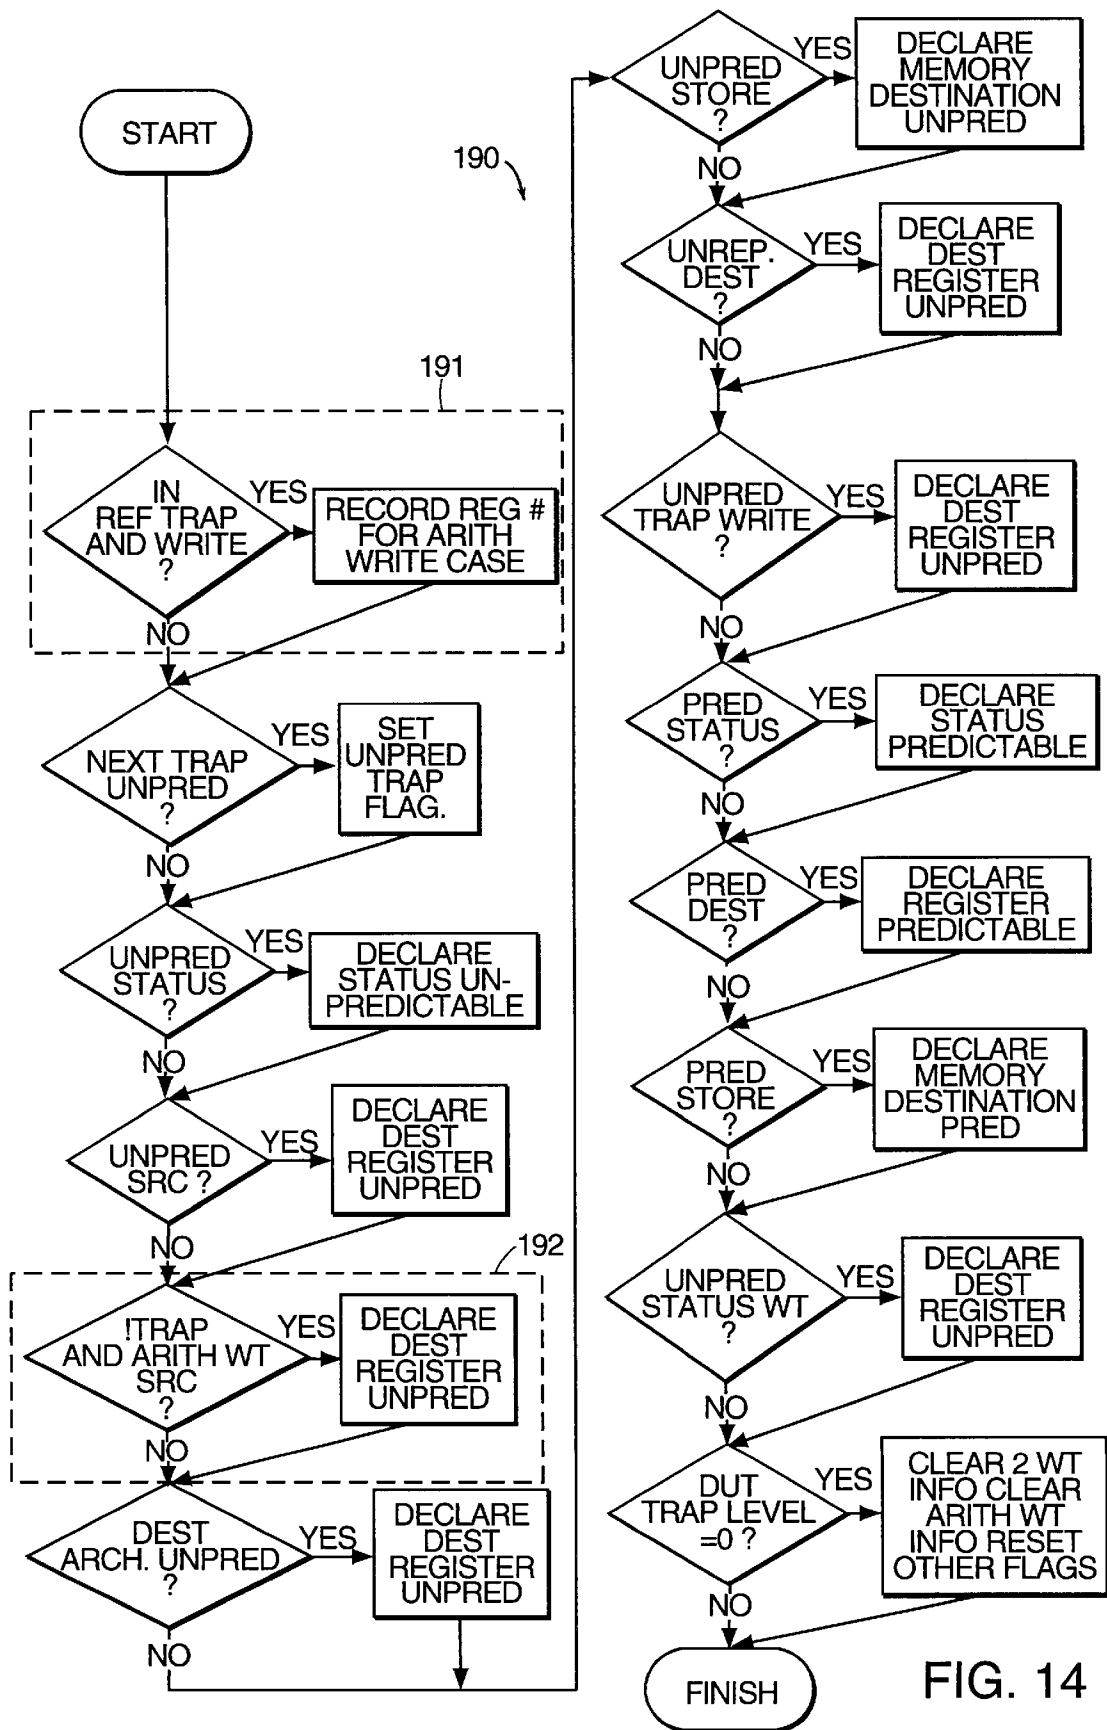 START
190
191
IN
REF TRAP
AND WRITE
?
YES
RECORD REG #
FOR ARITH
WRITE CASE
NO
NEXT TRAP
UNPRED
?
YES
SET
UNPRED
TRAP
FLAG.
NO
UNPRED
STATUS
?
YES
DECLARE
STATUS UN-
PREDICTABLE
NO
UNPRED
SRC ?
YES
DECLARE
DEST
REGISTER
UNPRED
NO
192
!TRAP
AND ARITH WT
SRC
?
YES
DECLARE
DEST
REGISTER
UNPRED
NO
DEST
ARCH. UNPRED
?
YES
DECLARE
DEST
REGISTER
UNPRED
NO
UNPRED
STORE
?
YES
DECLARE
MEMORY
DESTINATION
UNPRED
NO
UNREP.
DEST
?
YES
DECLARE
DEST
REGISTER
UNPRED
NO
UNPRED
TRAP WRITE
?
YES
DECLARE
DEST
REGISTER
UNPRED
NO
PRED
STATUS
?
YES
DECLARE
STATUS
PREDICTABLE
NO
PRED
DEST
?
YES
DECLARE
REGISTER
PREDICTABLE
NO
PRED
STORE
?
YES
DECLARE
MEMORY
DESTINATION
PRED
NO
UNPRED
STATUS WT
?
YES
DECLARE
DEST
REGISTER
UNPRED
NO
DUT
TRAP LEVEL
=0 ?
YES
CLEAR 2 WT
INFO CLEAR
ARITH WT
INFO RESET
OTHER FLAGS
NO
FINISH
FIG. 14